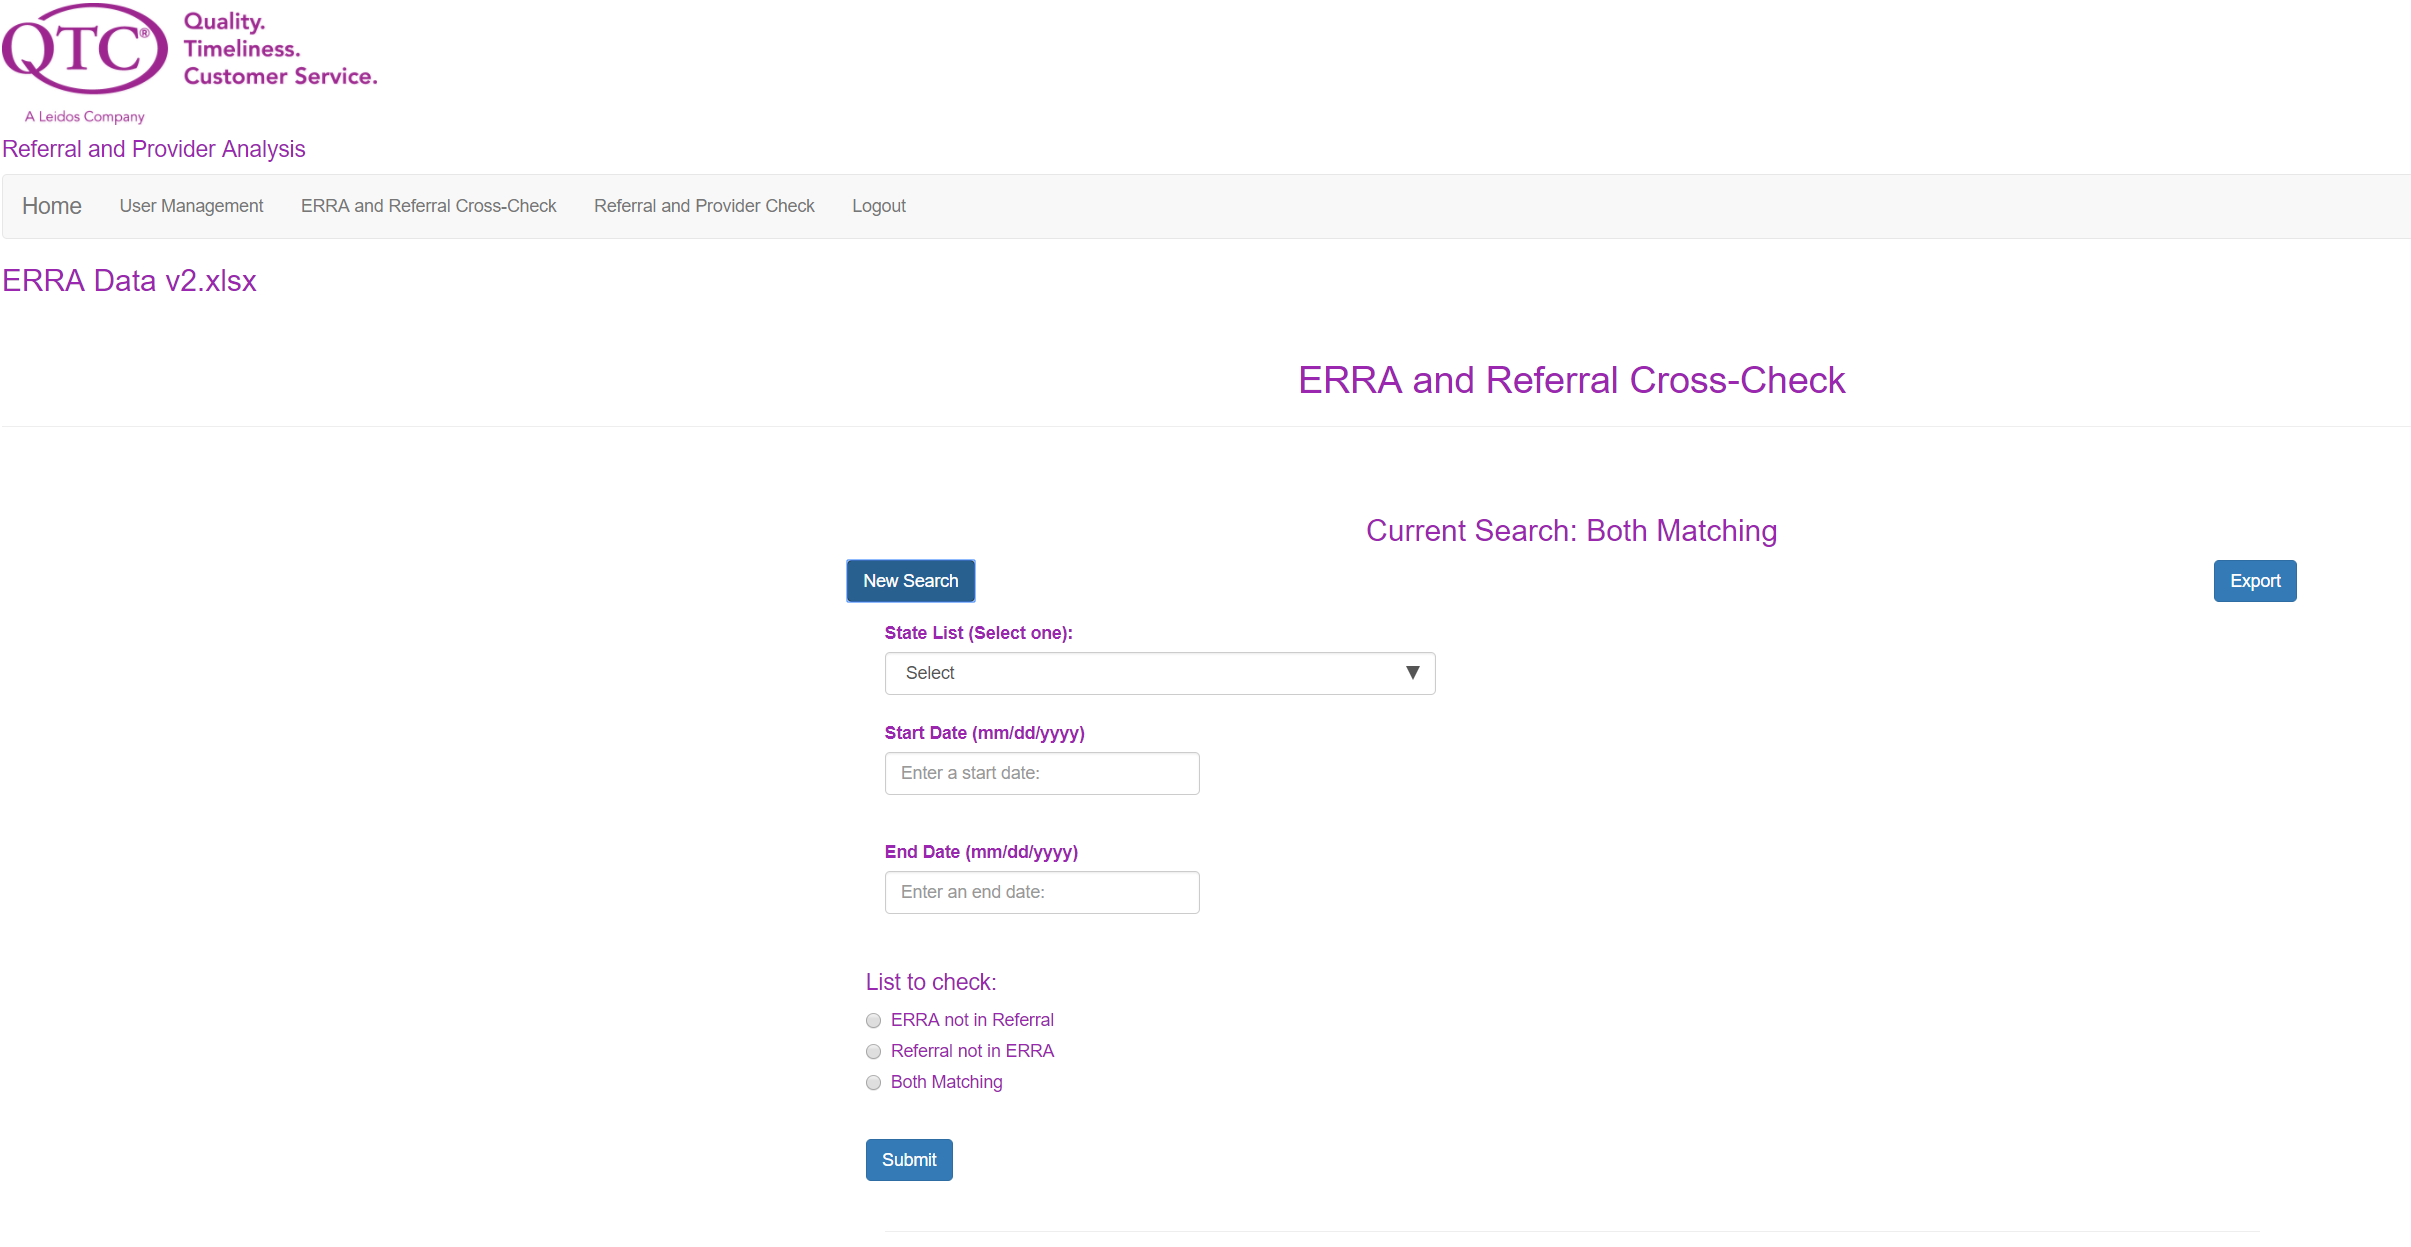 QTC®
Quality.
Timeliness.
Customer Service.
A Leidos Company
Referral and Provider Analysis
Home User Management ERRA and Referral Cross-Check Referral and Provider Check Logout
ERRA Data v2.xlsx
ERRA and Referral Cross-Check
Current Search: Both Matching
New Search Export
State List (Select one):
Select
Start Date (mm/dd/yyyy)
Enter a start date:
End Date (mm/dd/yyyy)
Enter an end date:
List to check:
ERRA not in Referral
Referral not in ERRA
Both Matching
Submit